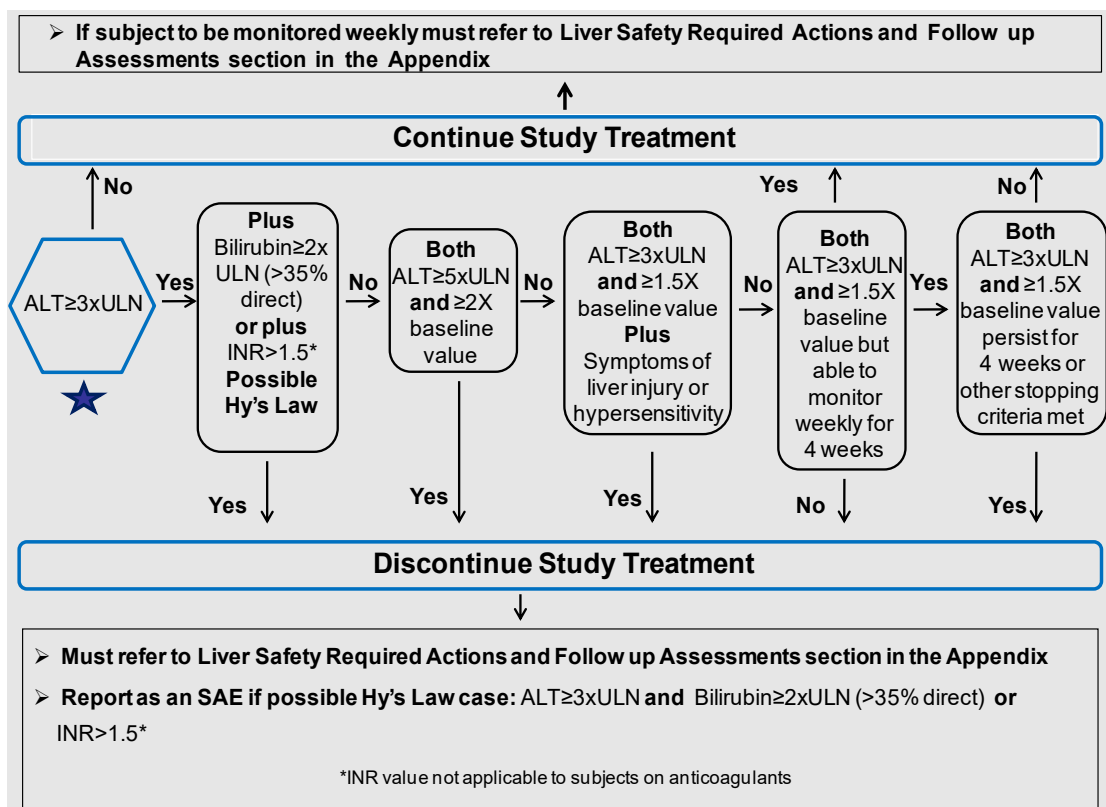 ➢ If subject to be monitored weekly must refer to Liver Safety Required Actions and Follow up
Assessments section in the Appendix
Continue Study Treatment
No
Yes
No
ALT≥3xULN
Yes
Plus
Bilirubin≥2x
ULN (>35%
direct)
or plus
INR>1.5*
Possible
Hy's Law
No
Both
ALT≥5xULN
and ≥2X
baseline
value
No
Both
ALT≥3xULN
and ≥1.5X
baseline value
Plus
Symptoms of
liver injury or
hypersensitivity
No
Both
ALT≥3xULN
and ≥1.5X
baseline
value but
able to
monitor
weekly for
4 weeks
Yes
Both
ALT≥3xULN
and ≥1.5X
baseline value
persist for
4 weeks or
other stopping
criteria met
Yes
Yes
Yes
No
Yes
Discontinue Study Treatment
➢ Must refer to Liver Safety Required Actions and Follow up Assessments section in the Appendix
➢ Report as an SAE if possible Hy's Law case: ALT≥3xULN and Bilirubin≥2xULN (>35% direct) or
INR>1.5*
*INR value not applicable to subjects on anticoagulants